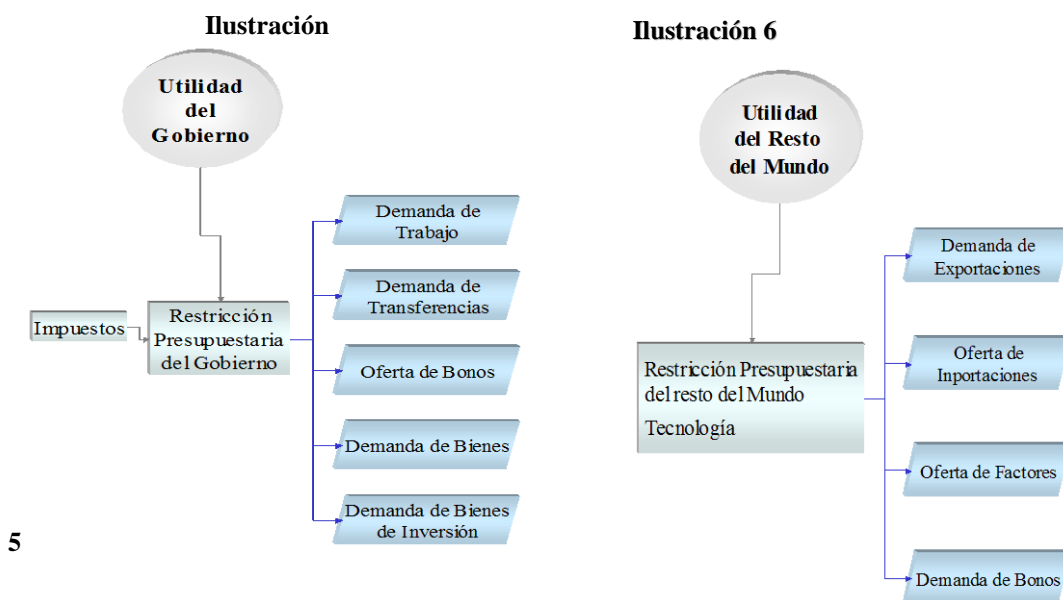 Ilustración
Utilidad
del
Gobierno
Impuestos
Restricción
Presupuestaria
del Gobierno
Demanda de
Trabajo
Demanda de
Transferencias
Oferta de Bonos
Demanda de Bienes
Demanda de Bienes
de Inversión
5
Ilustración 6
Utilidad
del Resto
del Mundo
Restricción Presupuestaria
del resto del Mundo
Tecnología
Demanda de
Exportaciones
Oferta de
Inportaciones
Oferta de Factores
Demanda de Bonos